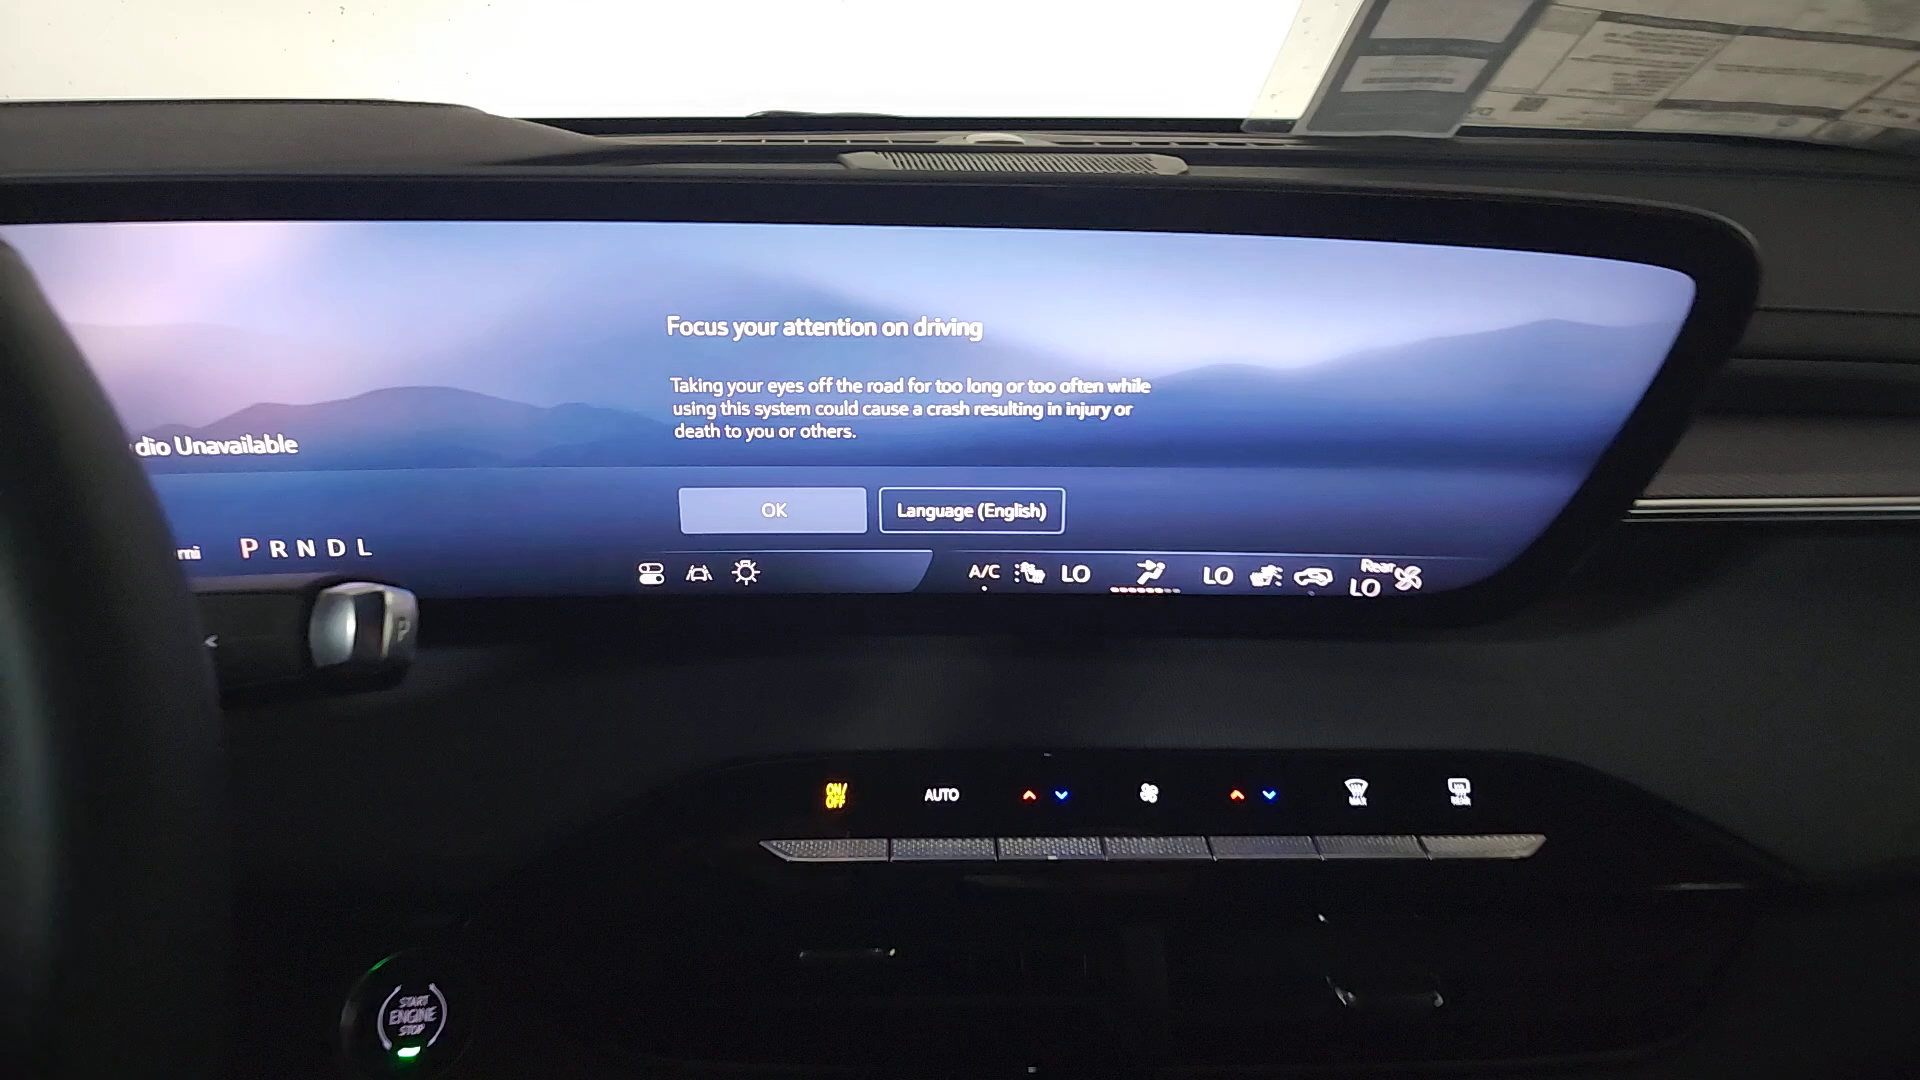 Focus your attention on driving
Taking your eyes off the road for too long or too often while
using this system could cause a crash resulting in injury or
death to you or others.
dio Unavailable
OK
Language (English)
mi
P R N D L
A/C
LO
LO
Rear
LO
P
ON/
OFF
AUTO
MAX
REAR
START
ENGINE
STOP